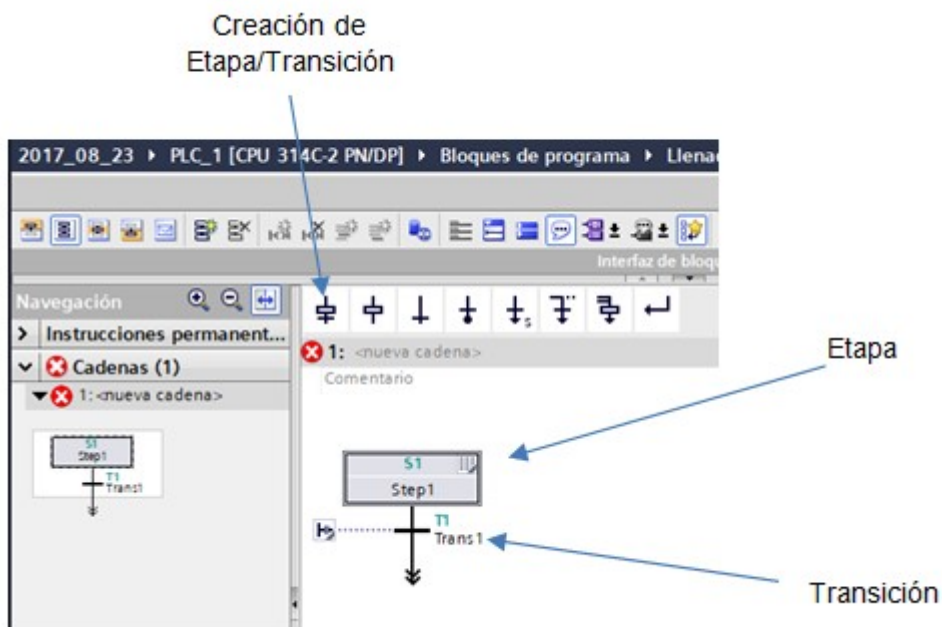 Creación de
Etapa/Transición
2017_08_23 ▸ PLC_1 [CPU 314C-2 PN/DP] ▸ Bloques de programa ▸ Llenad
Interfaz de bloqu
Navegación
Instrucciones permanent...
1: <nueva cadena>
Cadenas (1)
Comentario
1: <nueva cadena>
Etapa
S1
Step1
T1
Trans1
S1
Step1
T1
Trans1
Transición